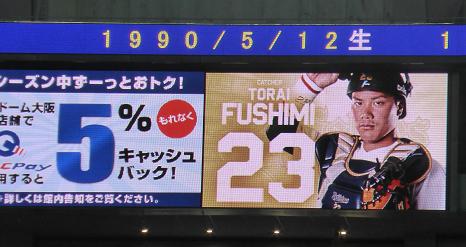 1990/5/12生 1
シーズン中ずーっとおトク！
ドーム大阪
店舗で
Pay
用すると
5%
もれなく
キャッシュ
バック！
詳しくは館内告知をご覧ください。
CATCHER
TORAI
FUSHIMI
23